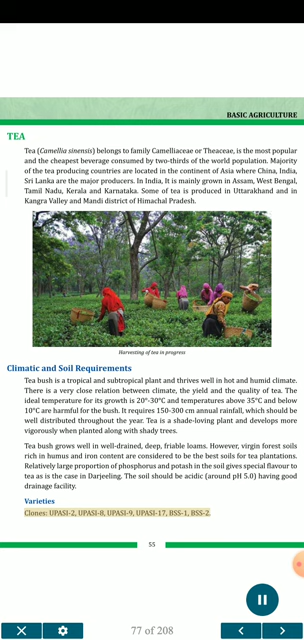 BASIC AGRICULTURE
TEA
Tea (Camellia sinensis) belongs to family Camelliaceae or Theaceae, is the most popular
and the cheapest beverage consumed by two-thirds of the world population. Majority
of the tea producing countries are located in the continent of Asia where China, India,
Sri Lanka are the major producers. In India, It is mainly grown in Assam, West Bengal,
Tamil Nadu, Kerala and Karnataka. Some of tea is produced in Uttarakhand and in
Kangra Valley and Mandi district of Himachal Pradesh.
Harvesting of tea in progress
Climatic and Soil Requirements
Tea bush is a tropical and subtropical plant and thrives well in hot and humid climate.
There is a very close relation between climate, the yield and the quality of tea. The
ideal temperature for its growth is 20°-30°C and temperatures above 35°C and below
10°C are harmful for the bush. It requires 150-300 cm annual rainfall, which should be
well distributed throughout the year. Tea is a shade-loving plant and develops more
vigorously when planted along with shady trees.
Tea bush grows well in well-drained, deep, friable loams. However, virgin forest soils
rich in humus and iron content are considered to be the best soils for tea plantations.
Relatively large proportion of phosphorus and potash in the soil gives special flavour to
tea as is the case in Darjeeling. The soil should be acidic (around pH 5.0) having good
drainage facility.
Varieties
Clones: UPASI-2, UPASI-8, UPASI-9, UPASI-17, BSS-1, BSS-2.
55
77 of 208